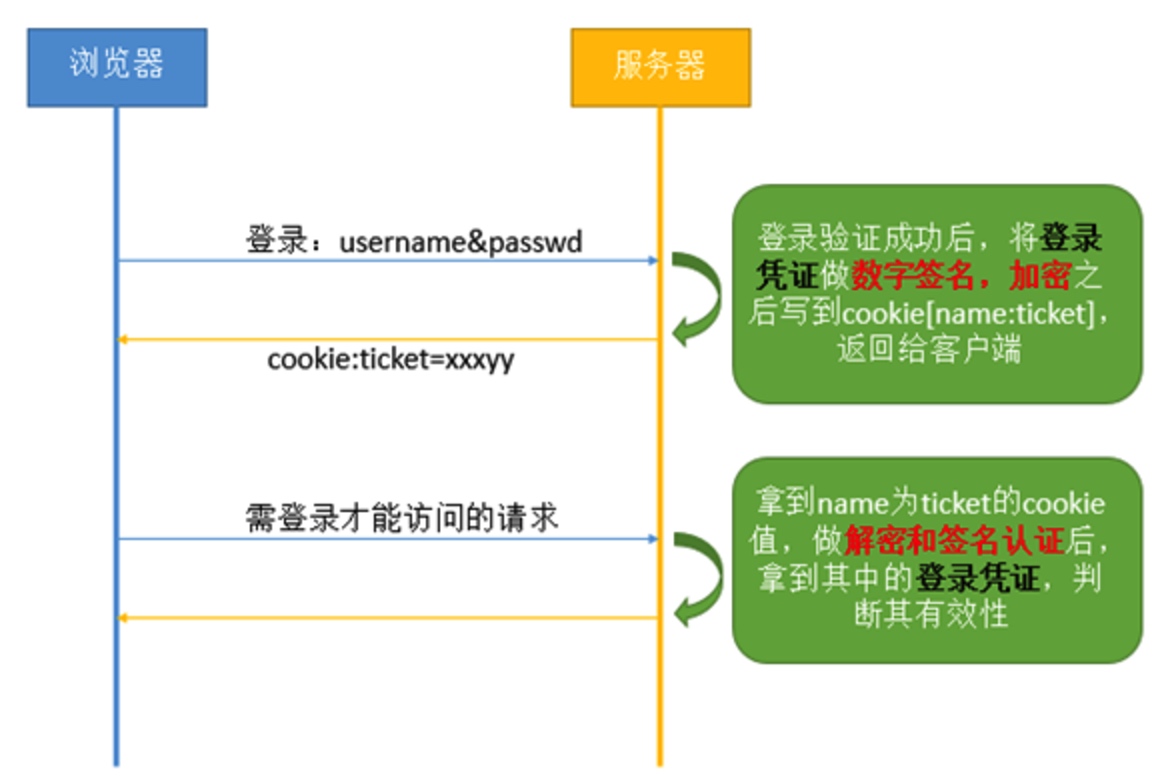 浏览器
服务器
登录：username&passwd
登录验证成功后，将登录
凭证做数字签名，加密之
后写到cookie[name:ticket]，
返回给客户端
cookie:ticket=xxxyy
需登录才能访问的请求
拿到name为ticket的cookie
值，做解密和签名认证后，
拿到其中的登录凭证，判
断其有效性